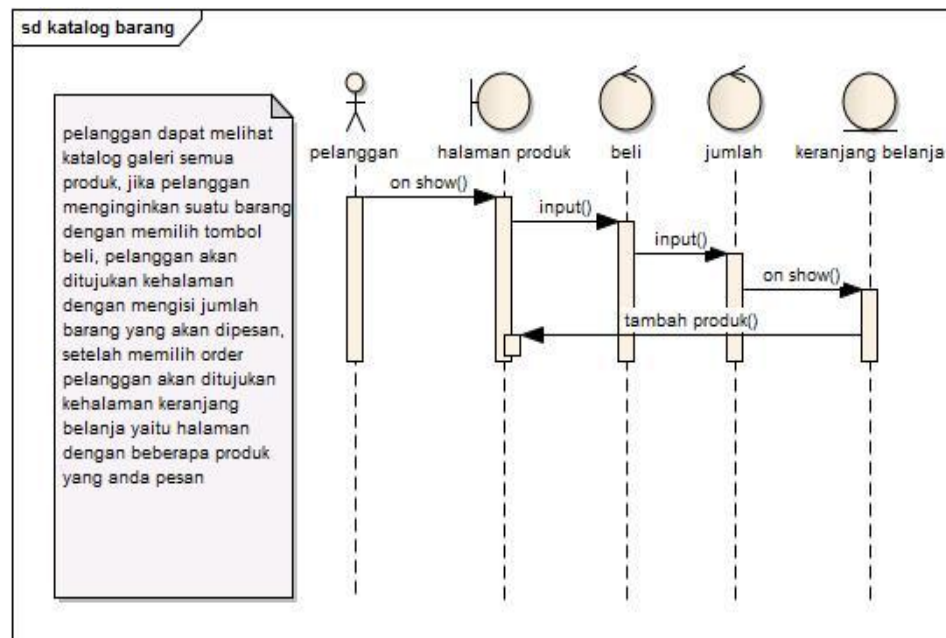 sd katalog barang
pelanggan dapat melihat
katalog galeri semua
produk, jika pelanggan
menginginkan suatu barang
dengan memilih tombol
beli, pelanggan akan
ditujukan kehalaman
dengan mengisi jumlah
barang yang akan dipesan,
setelah memilih order
pelanggan akan ditujukan
kehalaman keranjang
belanja yaitu halaman
dengan beberapa produk
yang anda pesan
pelanggan
halaman produk
beli
jumlah
keranjang belanja
on show()
input()
input()
on show()
tambah produk()